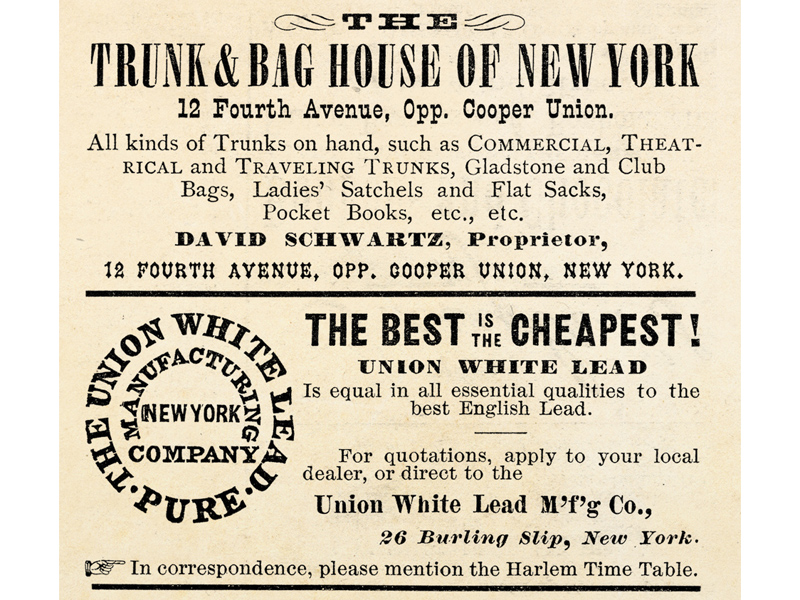 THE
TRUNK & BAG HOUSE OF NEW YORK
12 Fourth Avenue, Opp. Cooper Union.
All kinds of Trunks on hand, such as COMMERCIAL, THEAT-
RICAL and TRAVELING TRUNKS, Gladstone and Club
Bags, Ladies' Satchels and Flat Sacks,
Pocket Books, etc., etc.
DAVID SCHWARTZ, Proprietor,
12 FOURTH AVENUE, OPP. COOPER UNION, NEW YORK.
THE UNION WHITE LEAD
MANUFACTURING
NEW YORK
COMPANY
· PURE ·
THE BEST IS THE CHEAPEST!
UNION WHITE LEAD
Is equal in all essential qualities to the
best English Lead.
For quotations, apply to your local
dealer, or direct to the
Union White Lead M'f'g Co.,
26 Burling Slip, New York.
In correspondence, please mention the Harlem Time Table.